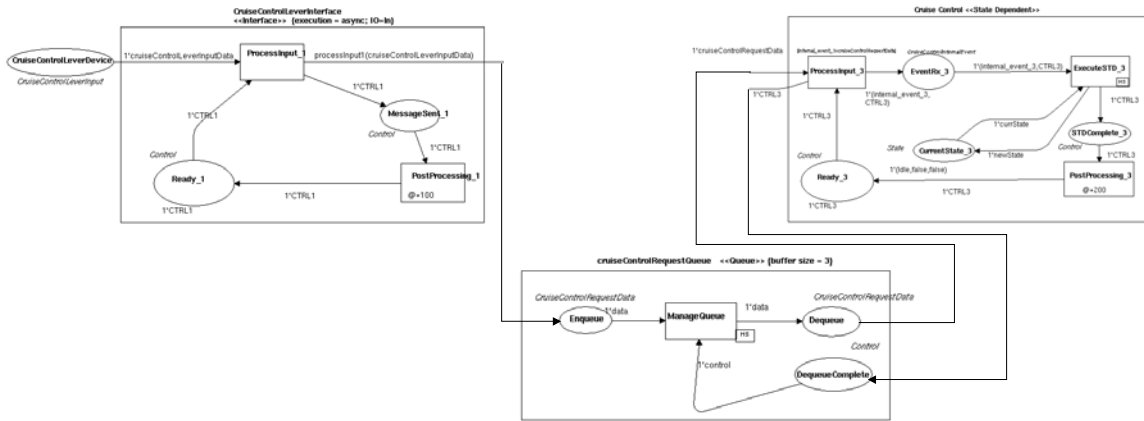 CruiseControlLeverInterface
<<Interface>> (execution = async; IO=In)
CruiseControlLeverDevice
CruiseControlLeverInput
1*cruiseControlLeverInputData
ProcessInput_1
processInput1(cruiseControlLeverInputData)
1*CTRL1
MessageSent_1
Control
1*CTRL1
1*CTRL1
Control
Ready_1
1*CTRL1
1*CTRL1
PostProcessing_1
@+100
Cruise Control <<State Dependent>>
1*cruiseControlRequestData
ProcessInput_3
CruiseControlInternalEvent
EventRx_3
1*(internal_event_3,CTRL3)
ExecuteSTD_3
HS
1*CTRL3
1*(internal_event_3,
CTRL3)
1*CTRL3
1*CTRL3
1*currState
STDComplete_3
Control
State
CurrentState_3
1*newState
1*CTRL3
Control
Ready_3
1*(Idle,false,false)
1*CTRL3
1*CTRL3
PostProcessing_3
@+200
cruiseControlRequestQueue <<Queue>> (buffer size = 3)
CruiseControlRequestData
Enqueue
1*data
ManageQueue
HS
1*data
CruiseControlRequestData
Dequeue
1*control
Control
DequeueComplete